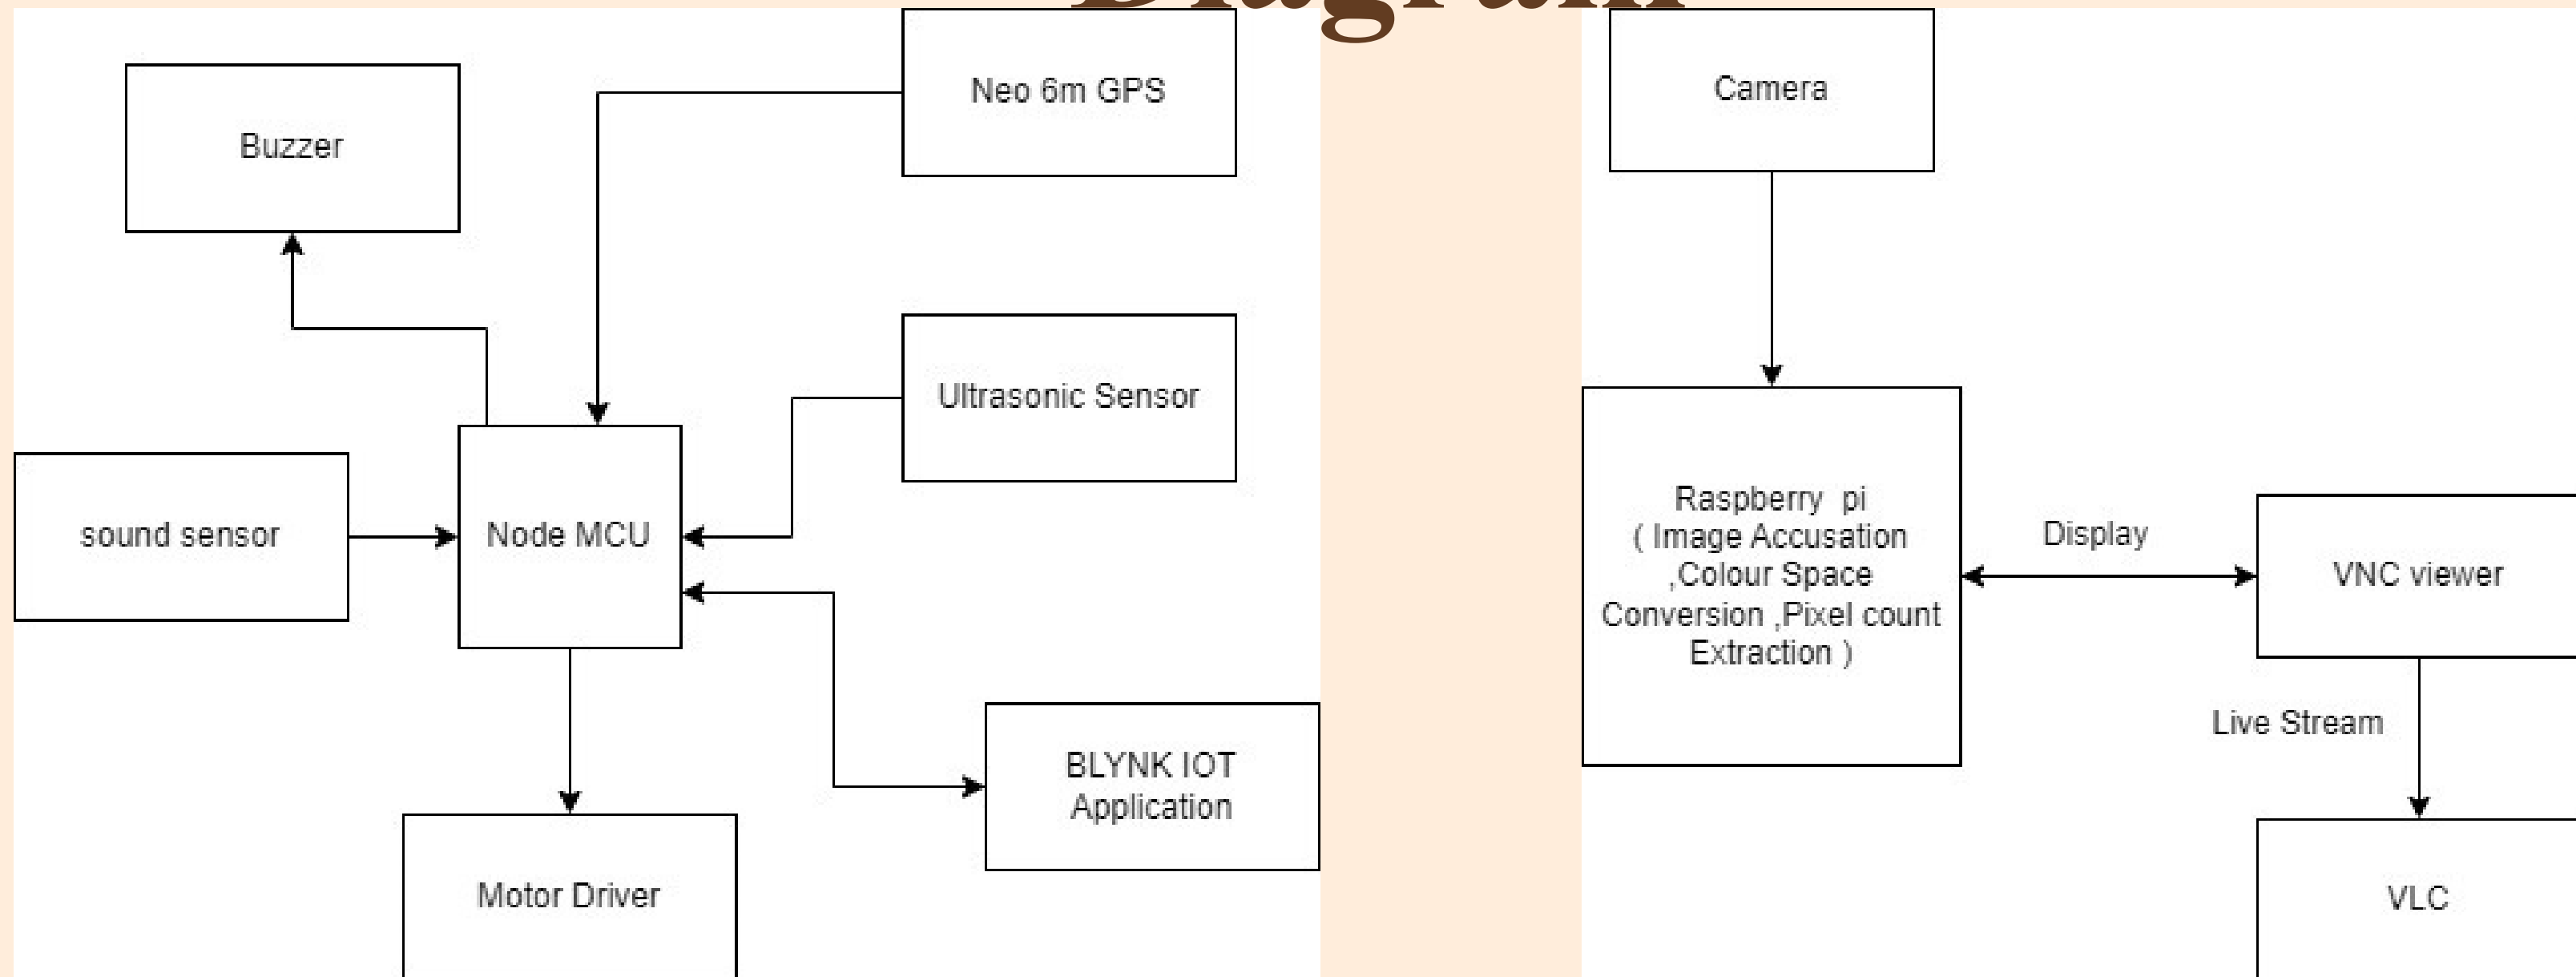 Diagram
Neo 6m GPS
Buzzer
Ultrasonic Sensor
sound sensor
Node MCU
BLYNK IOT
Application
Motor Driver
Camera
Raspberry pi
( Image Accusation
,Colour Space
Conversion ,Pixel count
Extraction )
Display
VNC viewer
Live Stream
VLC